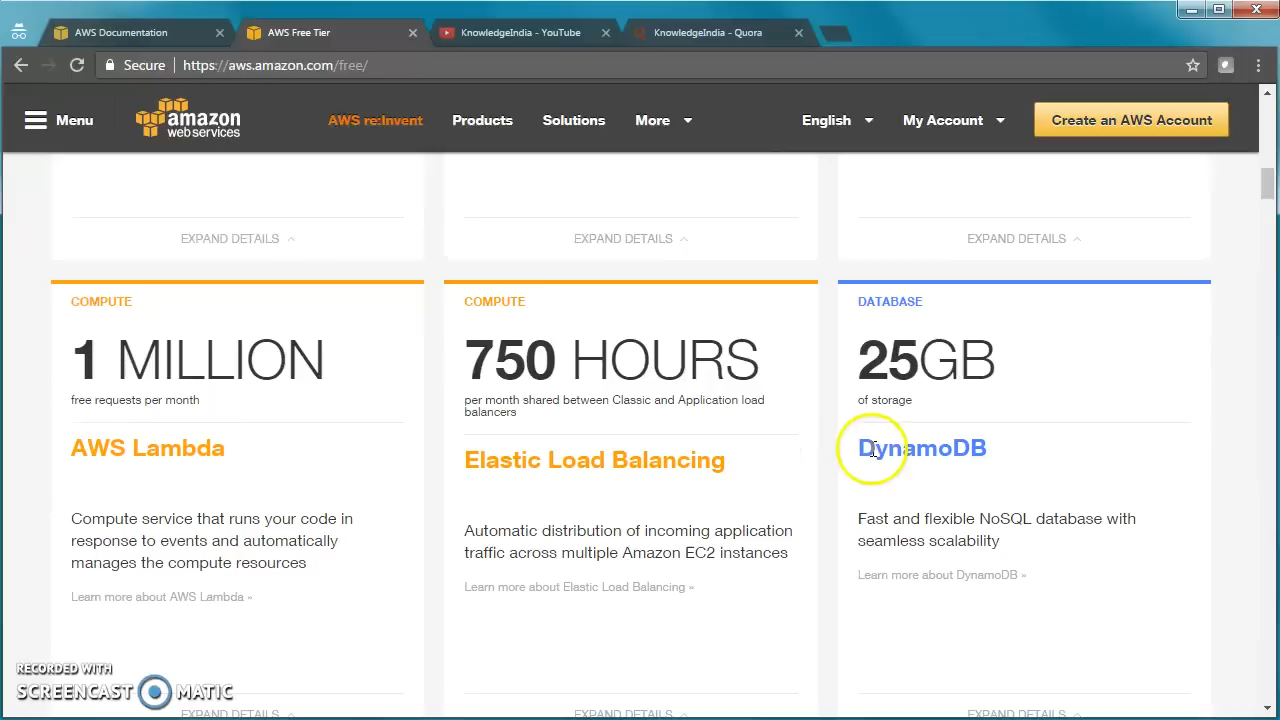 AWS Documentation
AWS Free Tier
KnowledgeIndia - YouTube
KnowledgeIndia - Quora
Secure
https://aws.amazon.com/free/
Menu
amazon
web services
AWS re:Invent
Products
Solutions
More
English
My Account
Create an AWS Account
EXPAND DETAILS
EXPAND DETAILS
EXPAND DETAILS
COMPUTE
1 MILLION
free requests per month
AWS Lambda
Compute service that runs your code in
response to events and automatically
manages the compute resources
Learn more about AWS Lambda »
COMPUTE
750 HOURS
per month shared between Classic and Application load
balancers
Elastic Load Balancing
Automatic distribution of incoming application
traffic across multiple Amazon EC2 instances
Learn more about Elastic Load Balancing »
DATABASE
25GB
of storage
DynamoDB
Fast and flexible NoSQL database with
seamless scalability
Learn more about DynamoDB »
EXPAND DETAILS
EXPAND DETAILS
EXPAND DETAILS
RECORDED WITH
SCREENCAST MATIC